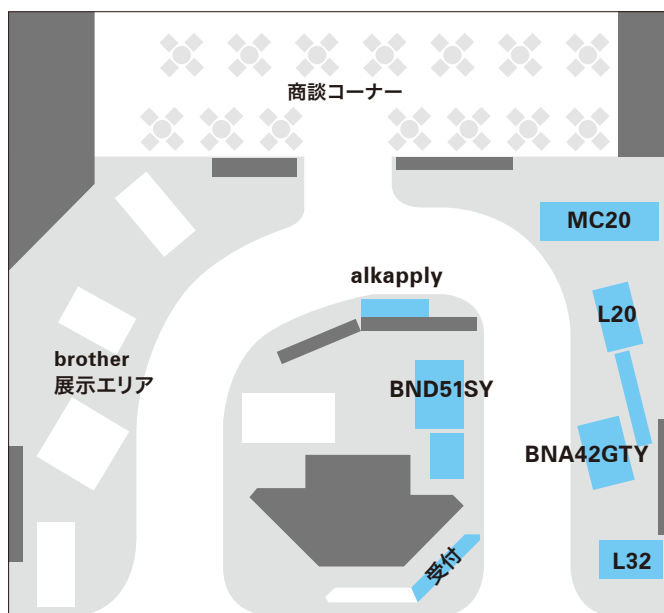 商談コーナー
MC20
alkapply
L20
brother
展示エリア
BND51SY
BNA42GTY
受付
L32